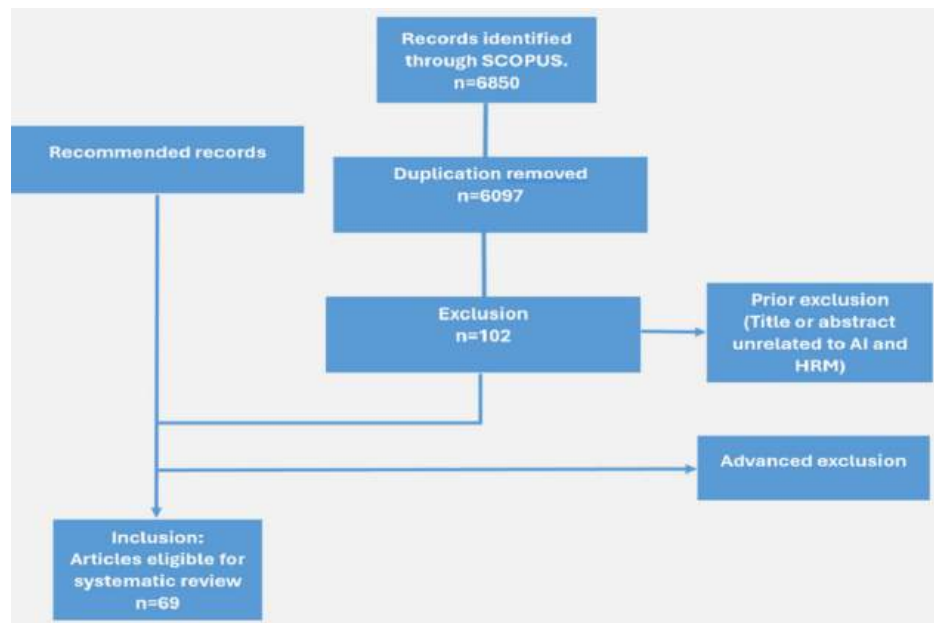 Records identified
through SCOPUS.
n=6850
Recommended records
Duplication removed
n=6097
Exclusion
n=102
Prior exclusion
(Title or abstract
unrelated to AI and
HRM)
Advanced exclusion
Inclusion:
Articles eligible for
systematic review
n=69